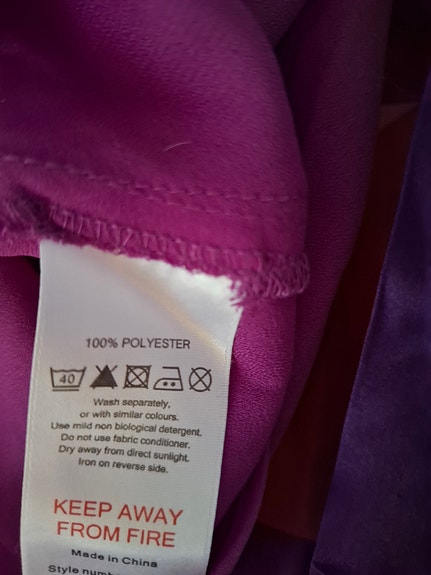 100% POLYESTER
40
Wash separately,
or with similar colours.
Use mild non biological detergent.
Do not use fabric conditioner.
Dry away from direct sunlight.
Iron on reverse side.
KEEP AWAY
FROM FIRE
Made in China
Style